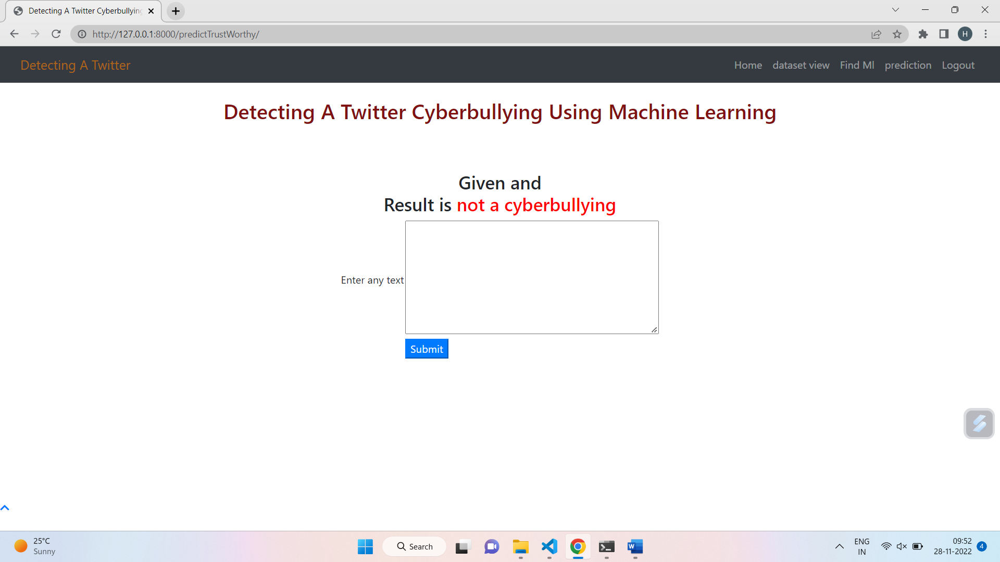 Detecting A Twitter Cyberbullying
http://127.0.0.1:8000/predictTrustWorthy/
H
Detecting A Twitter
Home dataset view Find Ml prediction Logout
Detecting A Twitter Cyberbullying Using Machine Learning
Given and
Result is not a cyberbullying
Enter any text
Submit
25°C
Sunny
Search
W
ENG
IN
09:52
28-11-2022
4